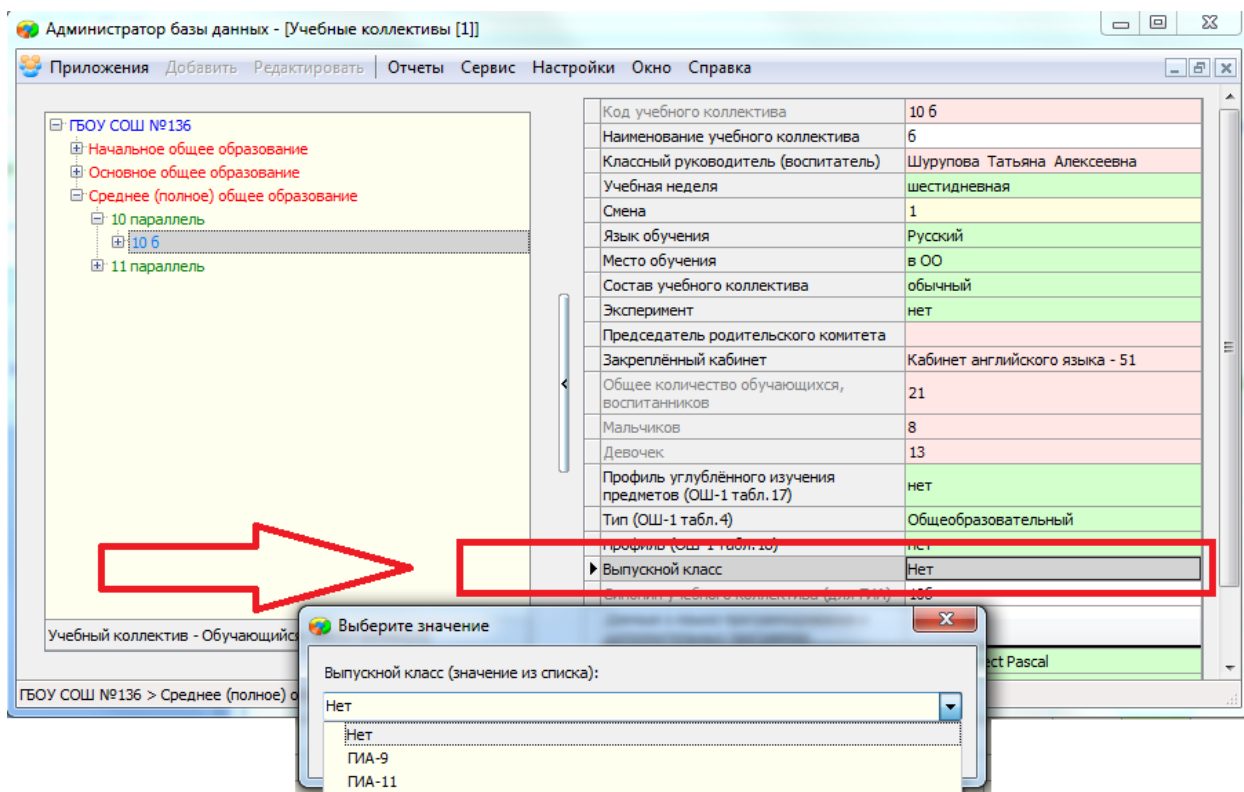 Администратор базы данных - [Учебные коллективы [1]]
Приложения Добавить Редактировать Отчеты Сервис Настройки Окно Справка
ГБОУ СОШ №136
Начальное общее образование
Основное общее образование
Среднее (полное) общее образование
10 параллель
10 б
11 параллель
Код учебного коллектива 10 б
Наименование учебного коллектива б
Классный руководитель (воспитатель) Шурупова Татьяна Алексеевна
Учебная неделя шестидневная
Смена 1
Язык обучения Русский
Место обучения в ОО
Состав учебного коллектива обычный
Эксперимент нет
Председатель родительского комитета
Закреплённый кабинет Кабинет английского языка - 51
Общее количество обучающихся,
воспитанников 21
Мальчиков 8
Девочек 13
Профиль углублённого изучения
предметов (ОШ-1 табл.17) нет
Тип (ОШ-1 табл.4) Общеобразовательный
Выпускной класс Нет
Синоним учебного коллектива (для ГИА) 10б
ect Pascal
Учебный коллектив - Обучающийс
ГБОУ СОШ №136 > Среднее (полное) о
Выберите значение
Выпускной класс (значение из списка):
Нет
Нет
ГИА-9
ГИА-11